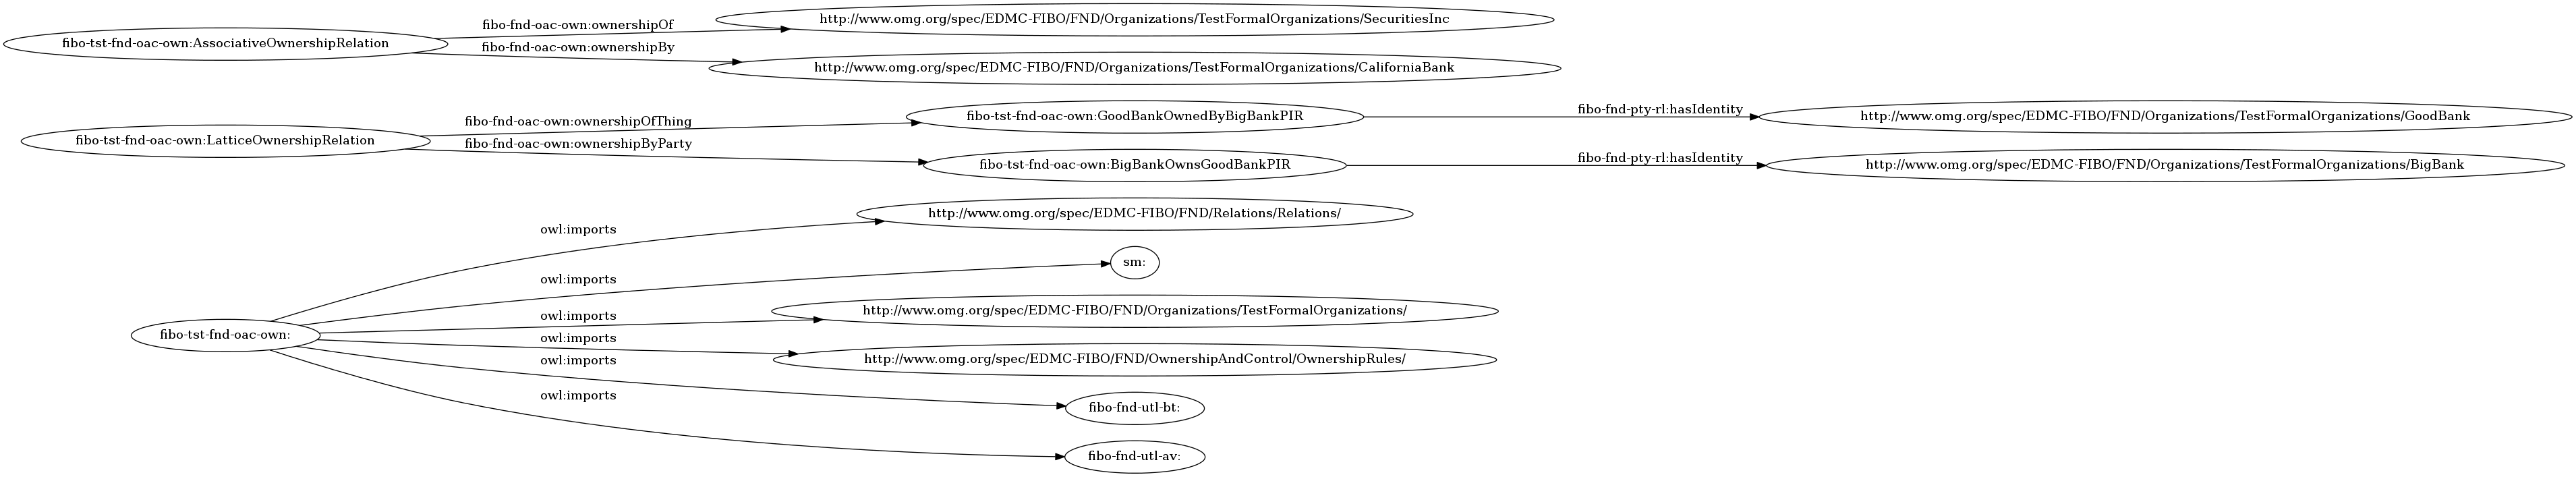 fibo-tst-fnd-oac-own:AssociativeOwnershipRelation
fibo-fnd-oac-own:ownershipOf
http://www.omg.org/spec/EDMC-FIBO/FND/Organizations/TestFormalOrganizations/SecuritiesInc
fibo-fnd-oac-own:ownershipBy
http://www.omg.org/spec/EDMC-FIBO/FND/Organizations/TestFormalOrganizations/CaliforniaBank
fibo-tst-fnd-oac-own:LatticeOwnershipRelation
fibo-fnd-oac-own:ownershipOfThing
fibo-tst-fnd-oac-own:GoodBankOwnedByBigBankPIR
fibo-fnd-pty-rl:hasIdentity
http://www.omg.org/spec/EDMC-FIBO/FND/Organizations/TestFormalOrganizations/GoodBank
fibo-fnd-oac-own:ownershipByParty
fibo-tst-fnd-oac-own:BigBankOwnsGoodBankPIR
fibo-fnd-pty-rl:hasIdentity
http://www.omg.org/spec/EDMC-FIBO/FND/Organizations/TestFormalOrganizations/BigBank
fibo-tst-fnd-oac-own:
owl:imports
http://www.omg.org/spec/EDMC-FIBO/FND/Relations/Relations/
owl:imports
sm:
owl:imports
http://www.omg.org/spec/EDMC-FIBO/FND/Organizations/TestFormalOrganizations/
owl:imports
http://www.omg.org/spec/EDMC-FIBO/FND/OwnershipAndControl/OwnershipRules/
owl:imports
fibo-fnd-utl-bt:
owl:imports
fibo-fnd-utl-av: